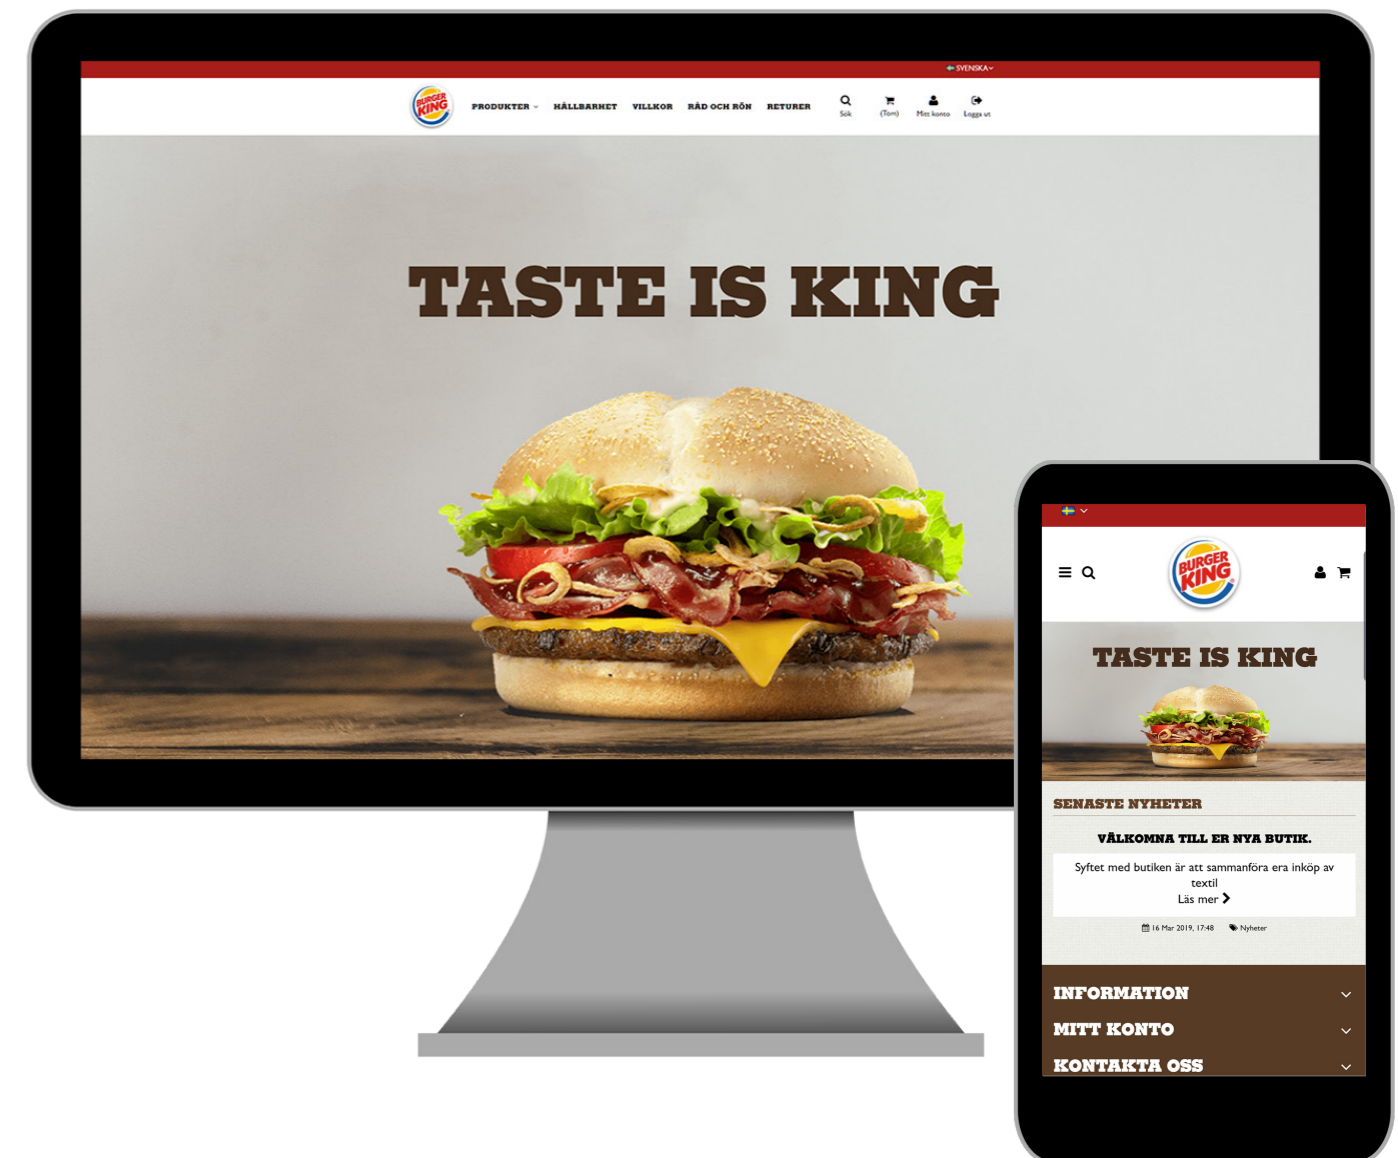 SVENSKA
BURGER KING
PRODUKTER HÅLLBARHET VILLKOR RÅD OCH RÖN RETURER
Sök (Tom) Mitt konto Logga ut
TASTE IS KING
BURGER
KING
TASTE IS KING
SENASTE NYHETER
VÄLKOMNA TILL ER NYA BUTIK.
Syftet med butiken är att sammanföra era inköp av
textil
Läs mer
16 Mar 2019, 17:48 Nyheter
INFORMATION
MITT KONTO
KONTAKTA OSS